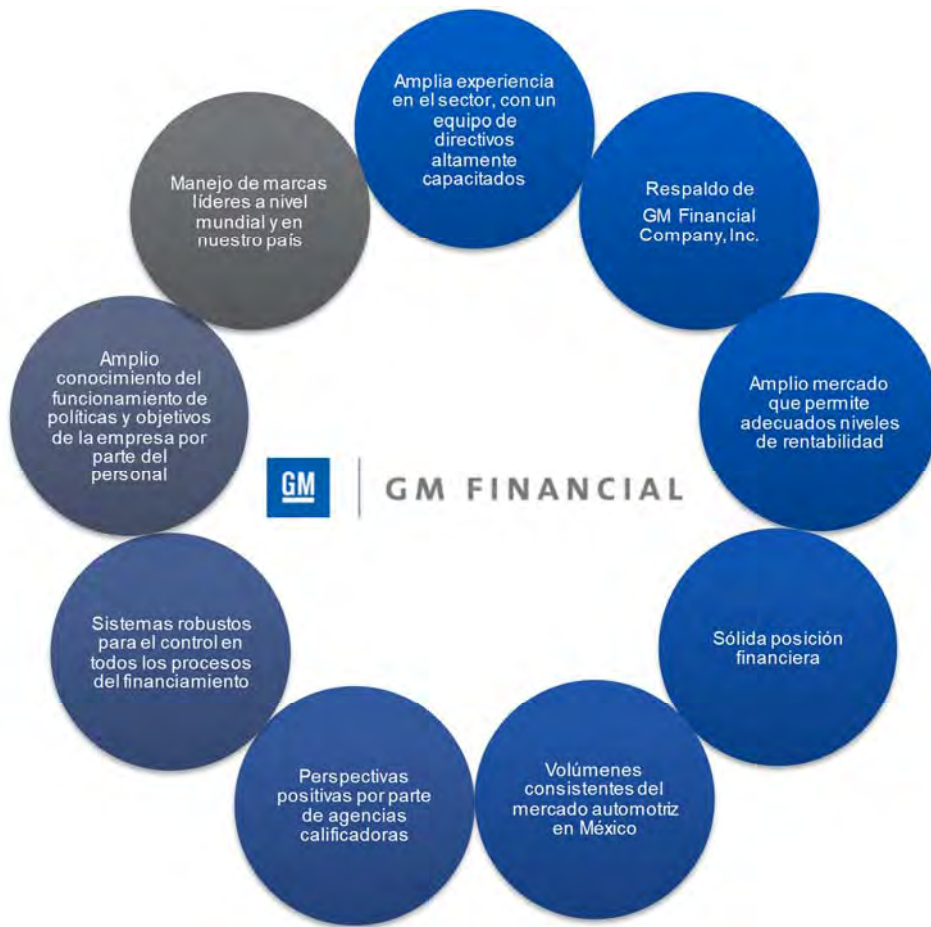 Amplia experiencia
en el sector, con un
equipo de
directivos
altamente
capacitados
Respaldo de
GM Financial
Company, Inc.
Amplio mercado
que permite
adecuados niveles
de rentabilidad
Sólida posición
financiera
Volúmenes
consistentes del
mercado automotriz
en México
Perspectivas
positivas por parte
de agencias
calificadoras
Sistemas robustos
para el control en
todos los procesos
del financiamiento
Amplio
conocimiento del
funcionamiento de
políticas y objetivos
de la empresa por
parte del
personal
Manejo de marcas
líderes a nivel
mundial y en
nuestro país
GM
GM FINANCIAL